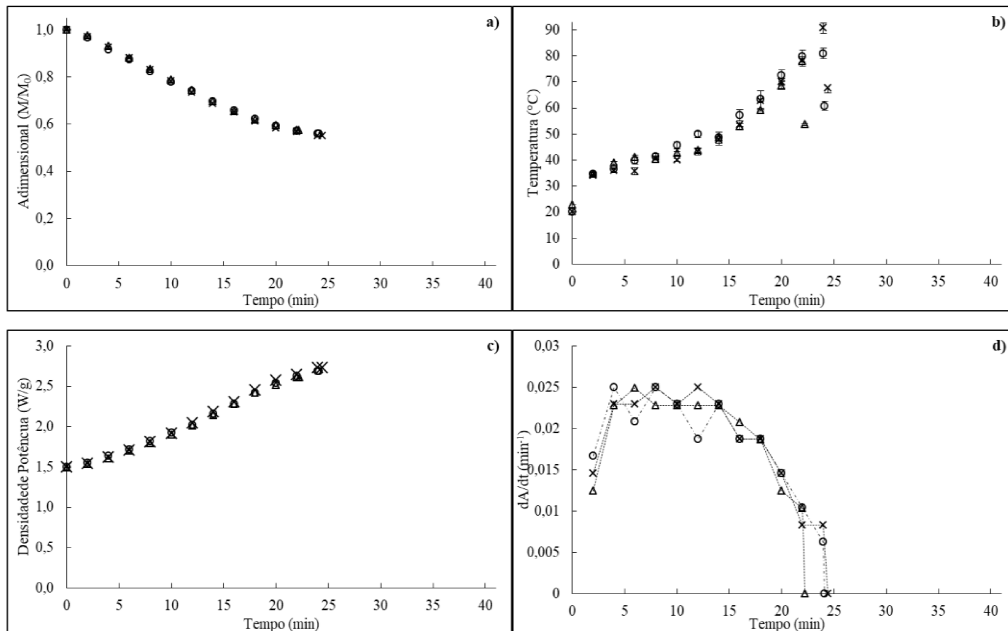 a)
Adimensional (M/M₀)
1,0
0,8
0,6
0,4
0,2
0,0
0 5 10 15 20 25 30 35 40
Tempo (min)
b)
Temperatura (°C)
90
80
70
60
50
40
30
20
10
0
0 5 10 15 20 25 30 35 40
Tempo (min)
c)
Densidadede Potêncua (W/g)
3,0
2,5
2,0
1,5
1,0
0,5
0,0
0 5 10 15 20 25 30 35 40
Tempo (min)
d)
dA/dt (min⁻¹)
0,03
0,025
0,02
0,015
0,01
0,005
0
0 5 10 15 20 25 30 35 40
Tempo (min)